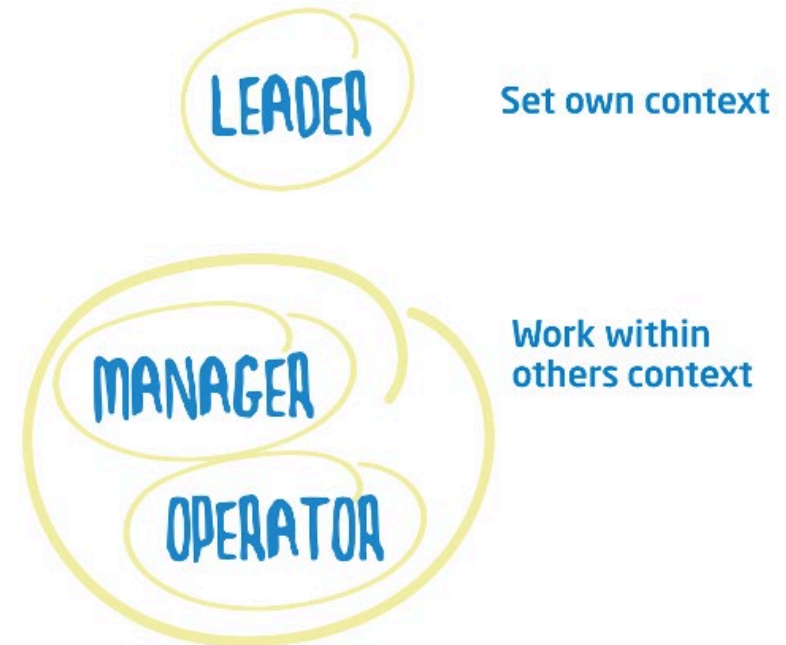 LEADER
Set own context
MANAGER
Work within
others context
OPERATOR